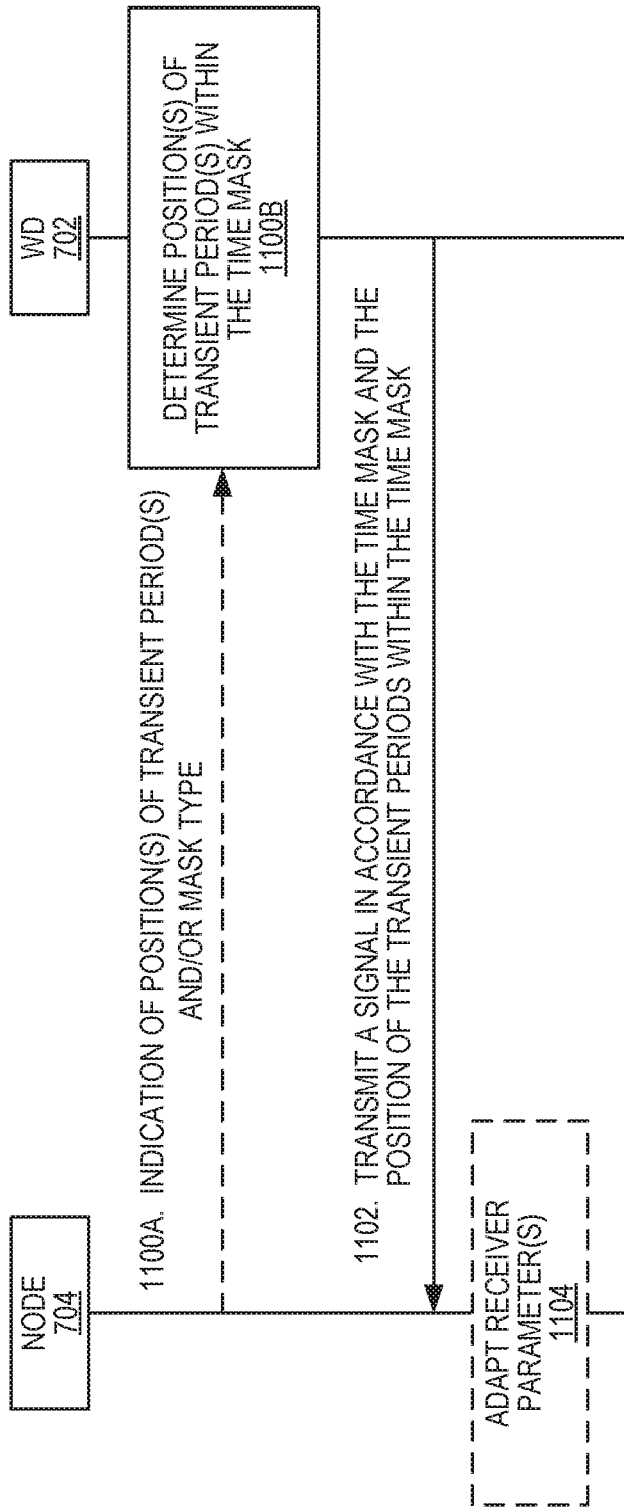 NODE
704
WD
702
1100A. INDICATION OF POSITION(S) OF TRANSIENT PERIOD(S)
AND/OR MASK TYPE
DETERMINE POSITION(S) OF
TRANSIENT PERIOD(S) WITHIN
THE TIME MASK
1100B
1102. TRANSMIT A SIGNAL IN ACCORDANCE WITH THE TIME MASK AND THE
POSITION OF THE TRANSIENT PERIODS WITHIN THE TIME MASK
ADAPT RECEIVER
PARAMETER(S)
1104